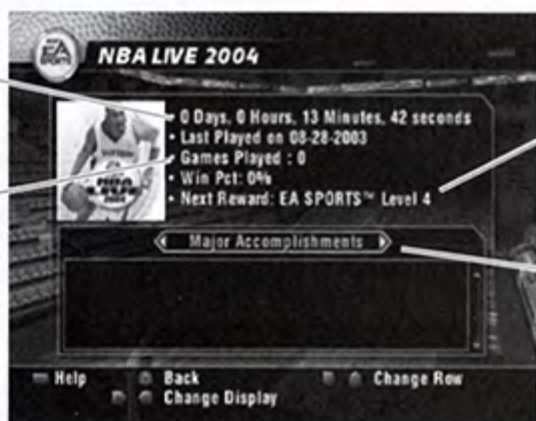 EA SPORTS
NBA LIVE 2004
• 0 Days, 0 Hours, 13 Minutes, 42 seconds
• Last Played on 08-28-2003
• Games Played : 0
• Win Pct: 0%
• Next Reward: EA SPORTS™ Level 4
Major Accomplishments
Help
Back
Change Row
Change Display